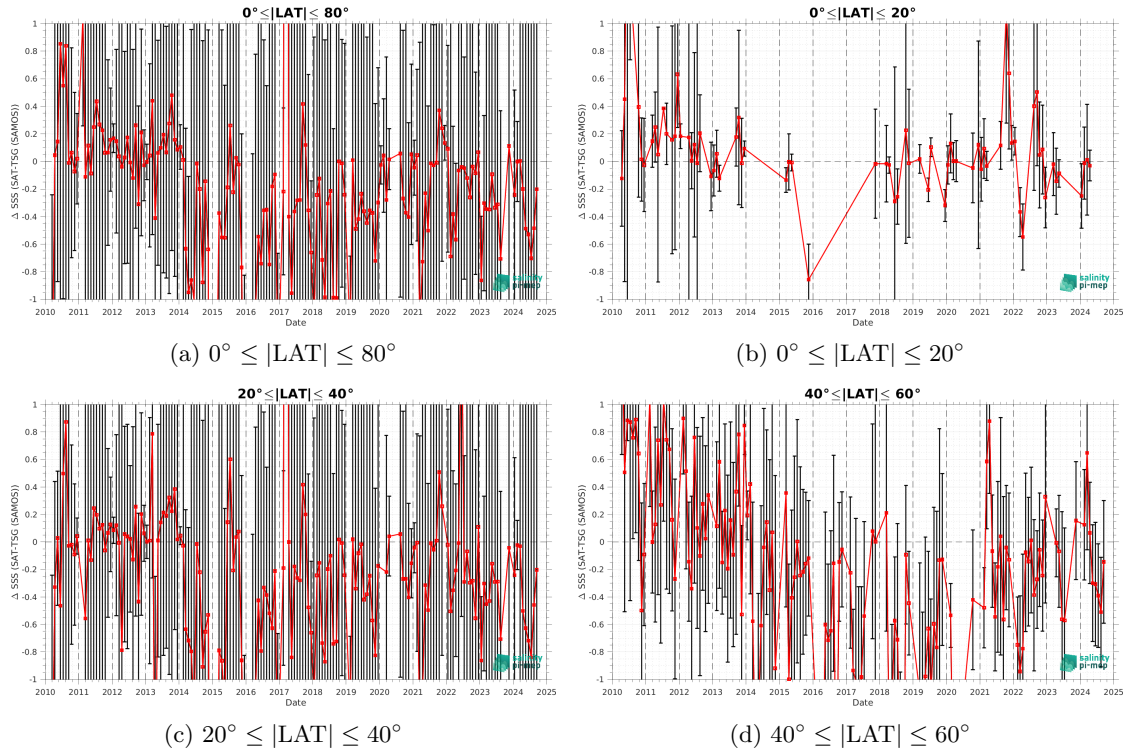 0°≤|LAT|≤ 80°
Δ SSS (SAT-TSG (SAMOS))
1
0.8
0.6
0.4
0.2
0
-0.2
-0.4
-0.6
-0.8
-1
2010 2011 2012 2013 2014 2015 2016 2017 2018 2019 2020 2021 2022 2023 2024 2025
Date
salinity
pi-mep
(a) 0° ≤ |LAT| ≤ 80°
0°≤|LAT|≤ 20°
Δ SSS (SAT-TSG (SAMOS))
1
0.8
0.6
0.4
0.2
0
-0.2
-0.4
-0.6
-0.8
-1
2010 2011 2012 2013 2014 2015 2016 2017 2018 2019 2020 2021 2022 2023 2024 2025
Date
salinity
pi-mep
(b) 0° ≤ |LAT| ≤ 20°
20°≤|LAT|≤ 40°
Δ SSS (SAT-TSG (SAMOS))
1
0.8
0.6
0.4
0.2
0
-0.2
-0.4
-0.6
-0.8
-1
2010 2011 2012 2013 2014 2015 2016 2017 2018 2019 2020 2021 2022 2023 2024 2025
Date
salinity
pi-mep
(c) 20° ≤ |LAT| ≤ 40°
40°≤|LAT|≤ 60°
Δ SSS (SAT-TSG (SAMOS))
1
0.8
0.6
0.4
0.2
0
-0.2
-0.4
-0.6
-0.8
-1
2010 2011 2012 2013 2014 2015 2016 2017 2018 2019 2020 2021 2022 2023 2024 2025
Date
salinity
pi-mep
(d) 40° ≤ |LAT| ≤ 60°